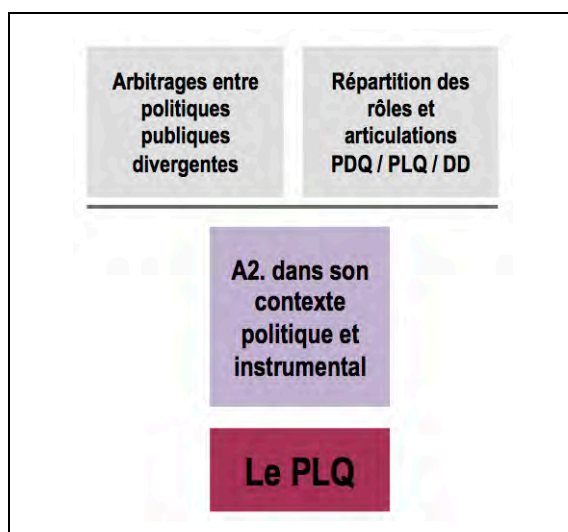 Arbitrages entre
politiques
publiques
divergentes
Répartition des
rôles et
articulations
PDQ / PLQ / DD
A2. dans son
contexte
politique et
instrumental
Le PLQ